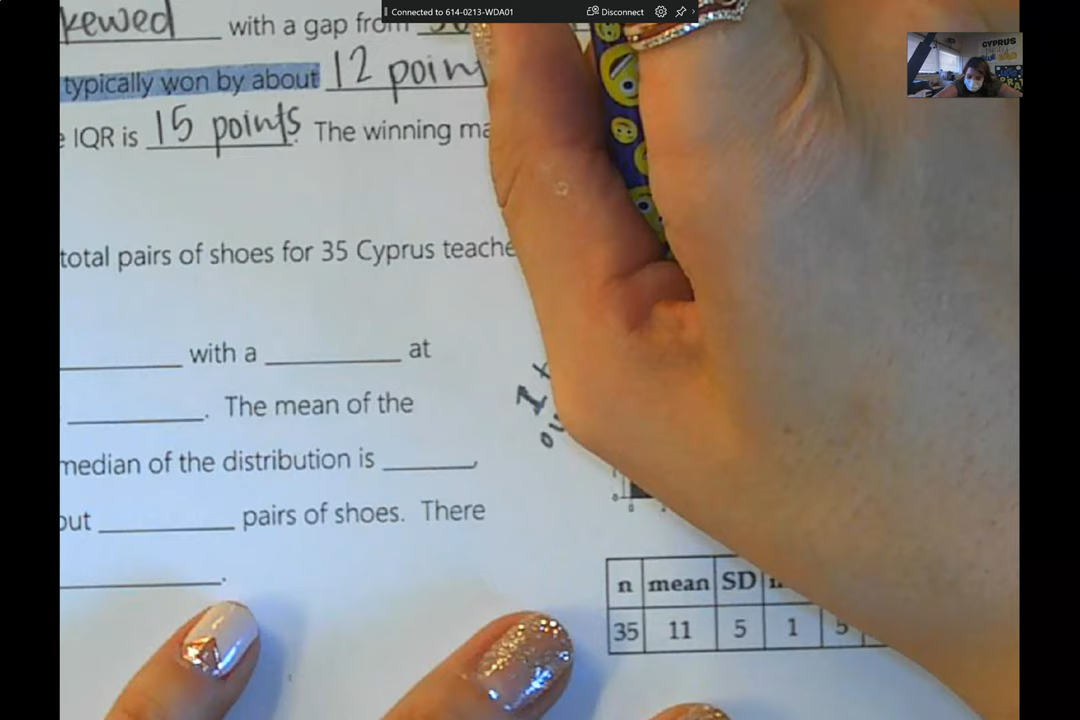 Connected to 614-0213-WDA01
Disconnect
CYPRUS
kewed with a gap from
typically won by about 12 poin
e IQR is 15 points. The winning ma
total pairs of shoes for 35 Cyprus teache
with a at
. The mean of the
median of the distribution is ,
out pairs of shoes. There
.
n mean SD
35 11 5 1 5